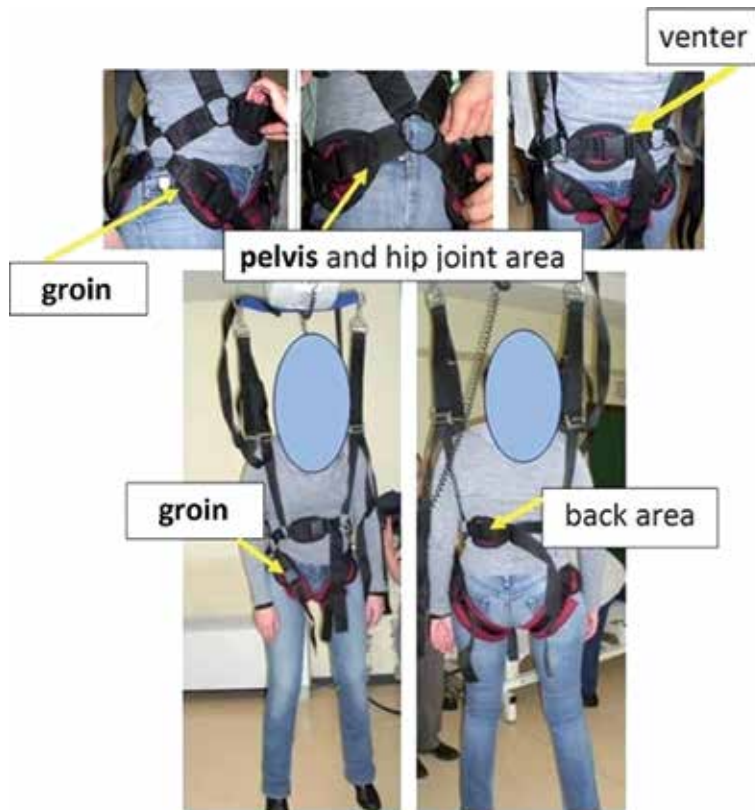 venter
pelvis and hip joint area
groin
groin
back area